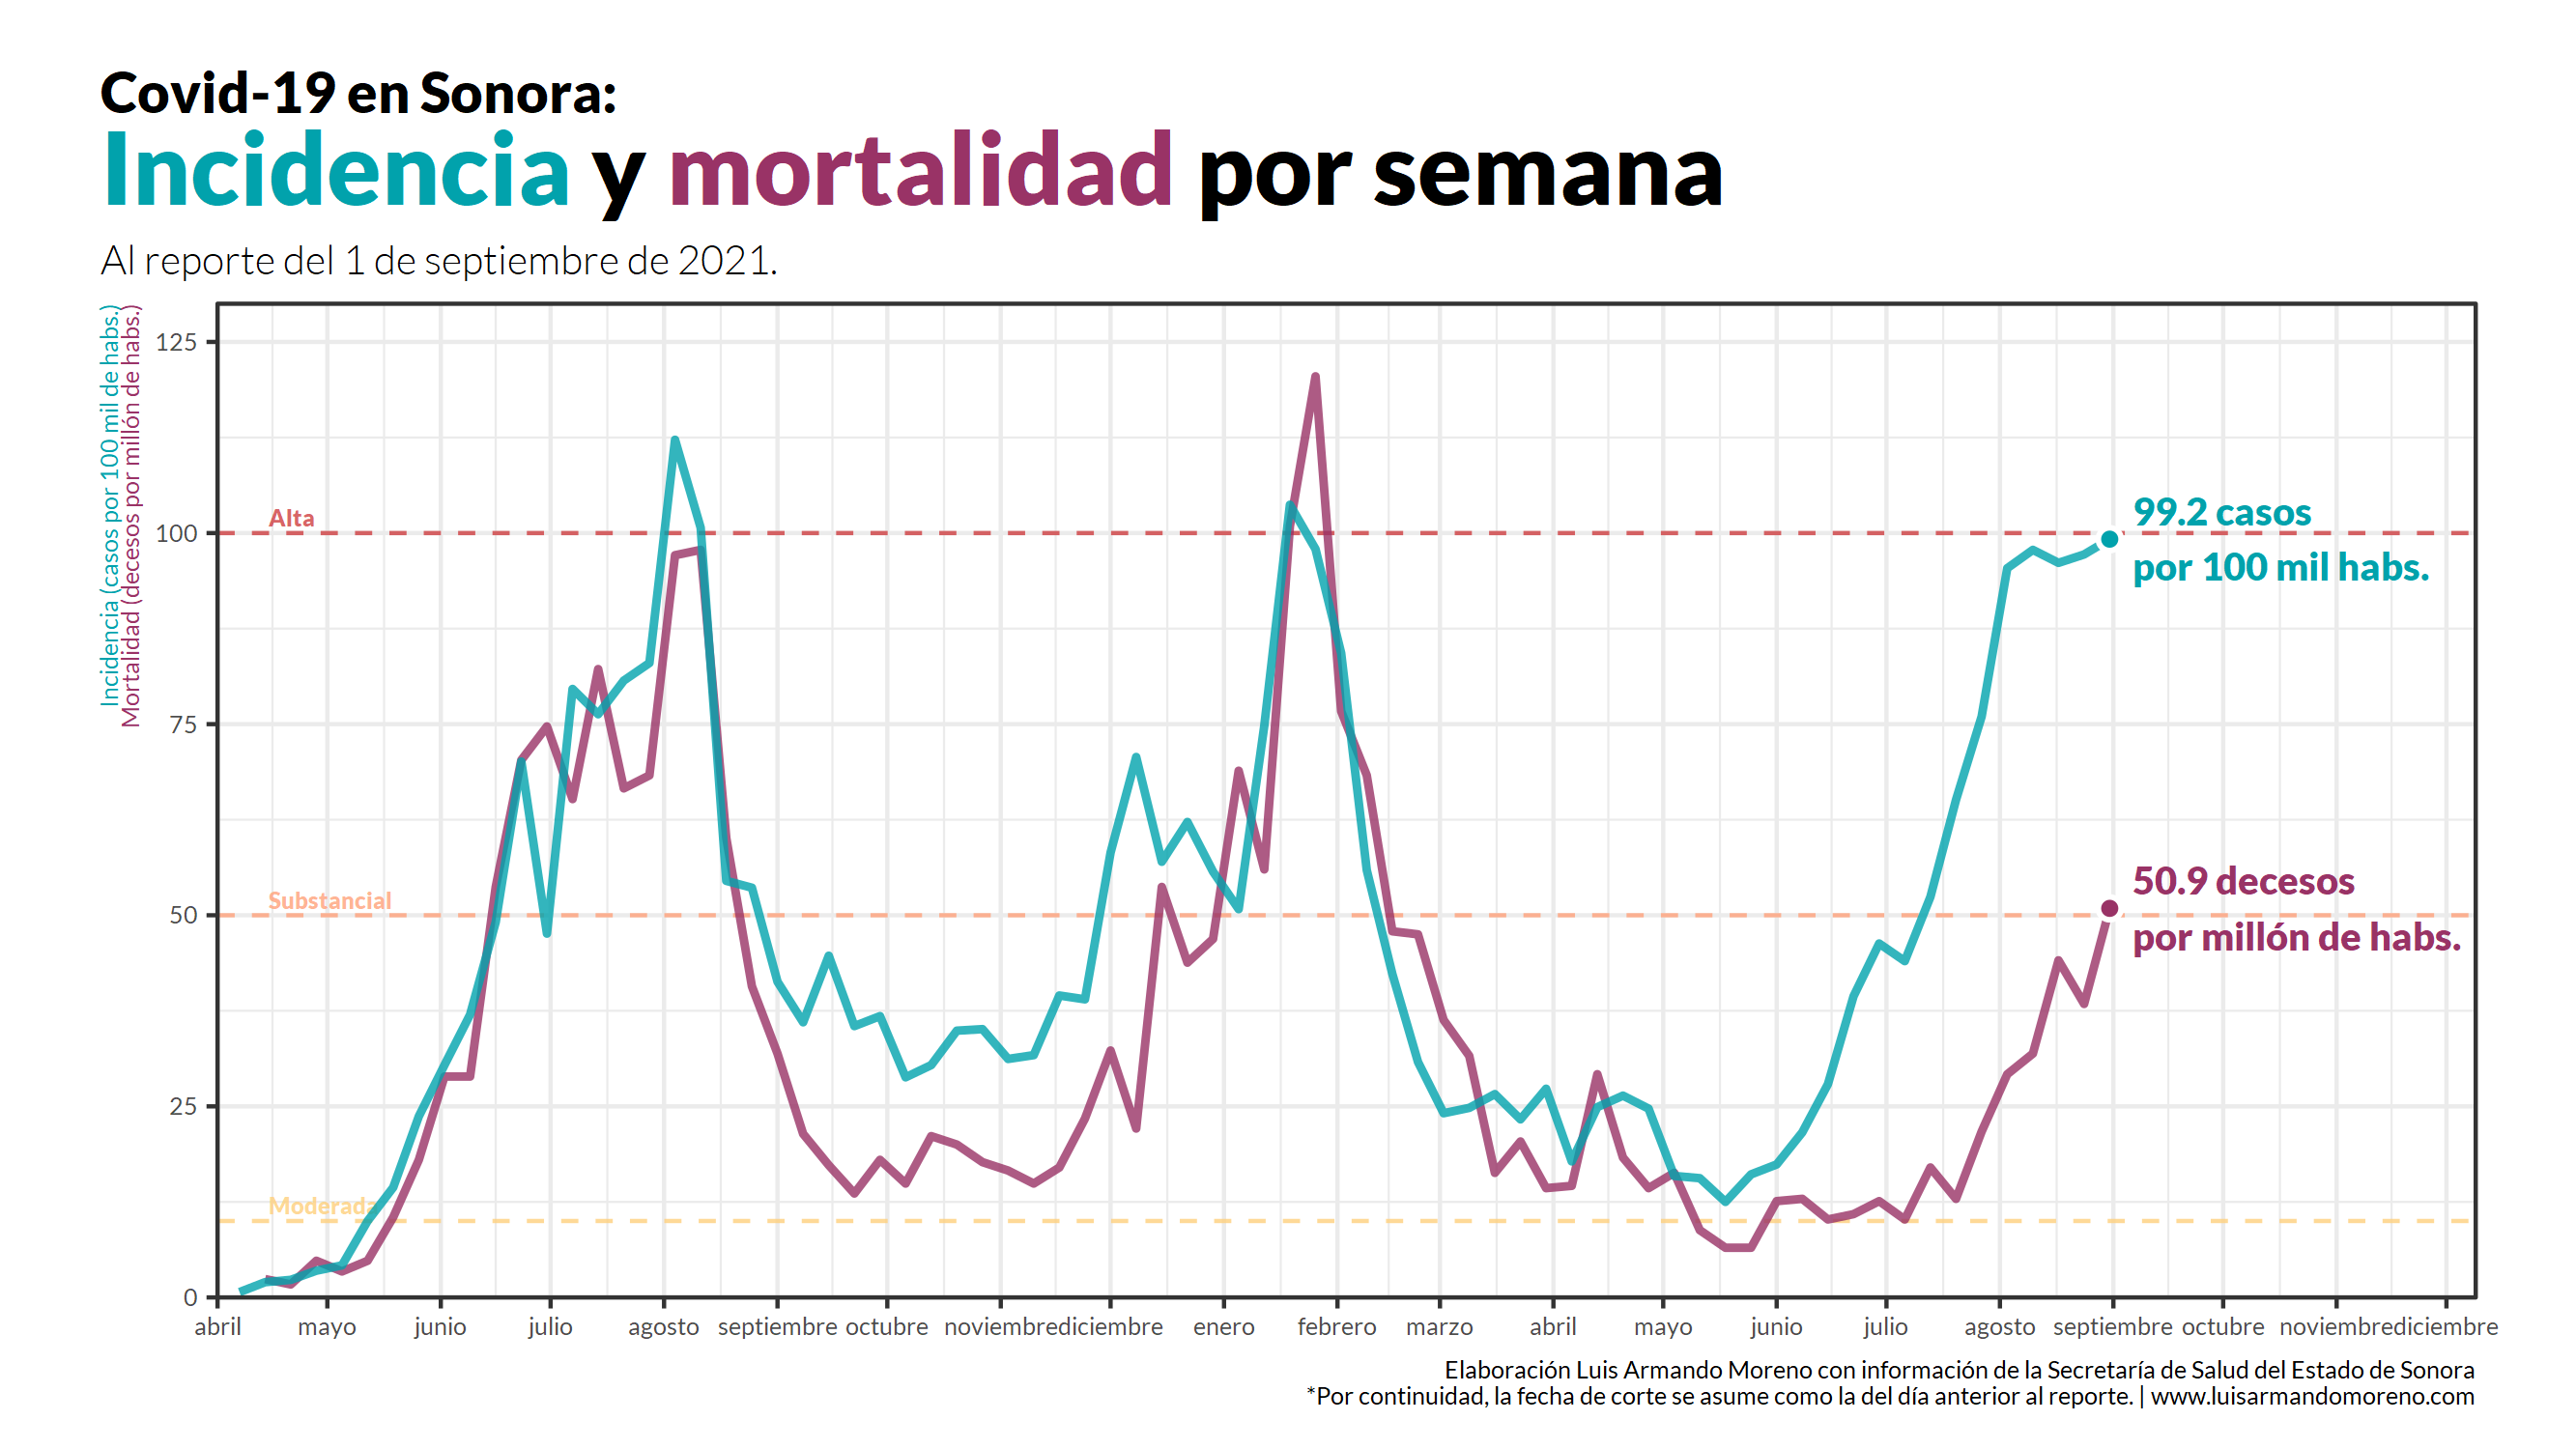 Covid-19 en Sonora:
Incidencia y mortalidad por semana
Al reporte del 1 de septiembre de 2021.
Incidencia (casos por 100 mil de habs.)
Mortalidad (decesos por millón de habs.)
125
100
75
50
25
0
Alta
Substancial
Moderada
99.2 casos
por 100 mil habs.
50.9 decesos
por millón de habs.
abril mayo junio julio agosto septiembre octubre noviembre diciembre enero febrero marzo abril mayo junio julio agosto septiembre octubre noviembre diciembre
Elaboración Luis Armando Moreno con información de la Secretaría de Salud del Estado de Sonora
*Por continuidad, la fecha de corte se asume como la del día anterior al reporte. | www.luisarmandomoreno.com